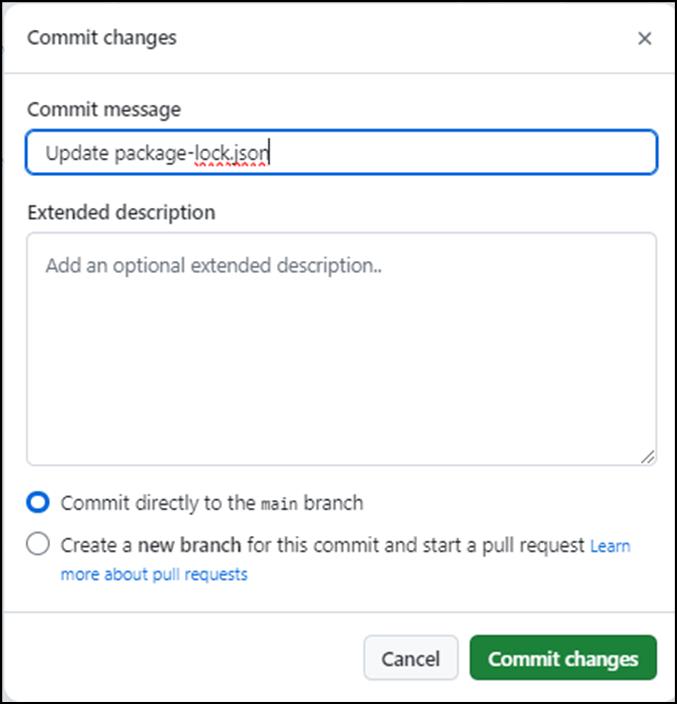 Commit changes
Commit message
Update package-lock.json
Extended description
Add an optional extended description..
Commit directly to the main branch
Create a new branch for this commit and start a pull request Learn
more about pull requests
Cancel
Commit changes